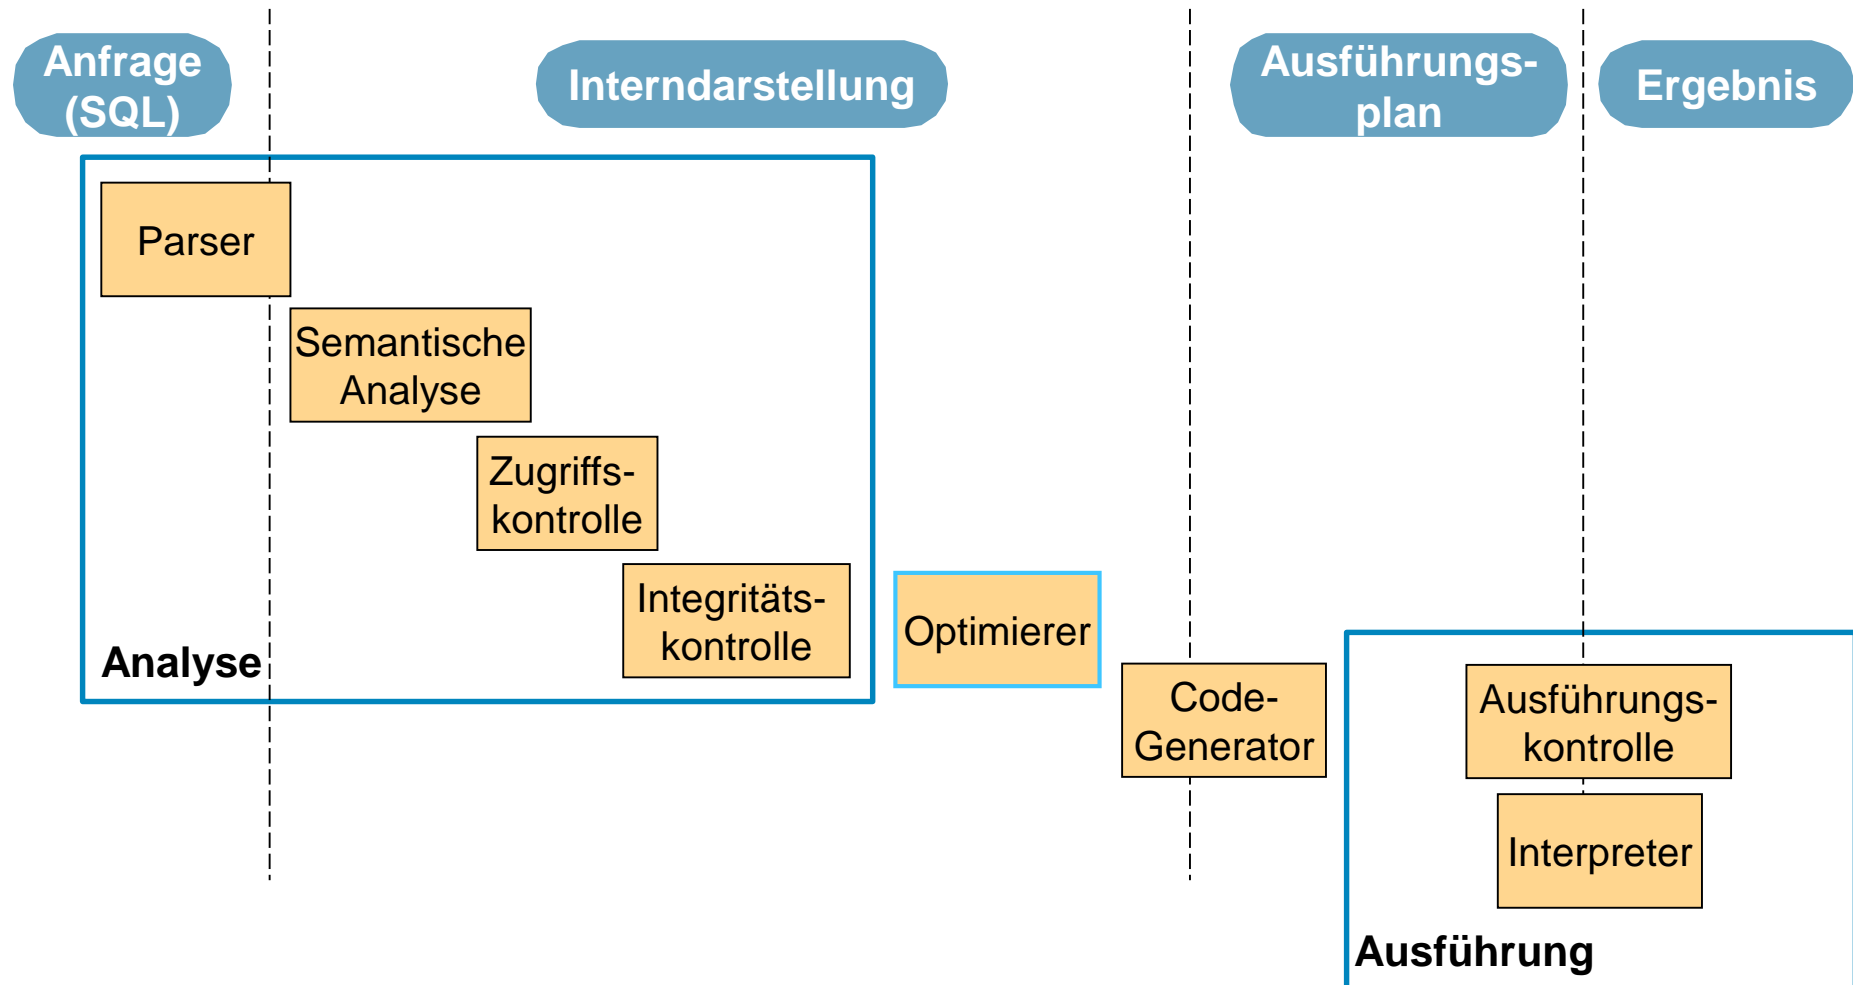 Anfrage
(SQL)
Interndarstellung
Ausführungs-
plan
Ergebnis
Parser
Semantische
Analyse
Zugriffs-
kontrolle
Integritäts-
kontrolle
Analyse
Optimierer
Code-
Generator
Ausführungs-
kontrolle
Interpreter
Ausführung